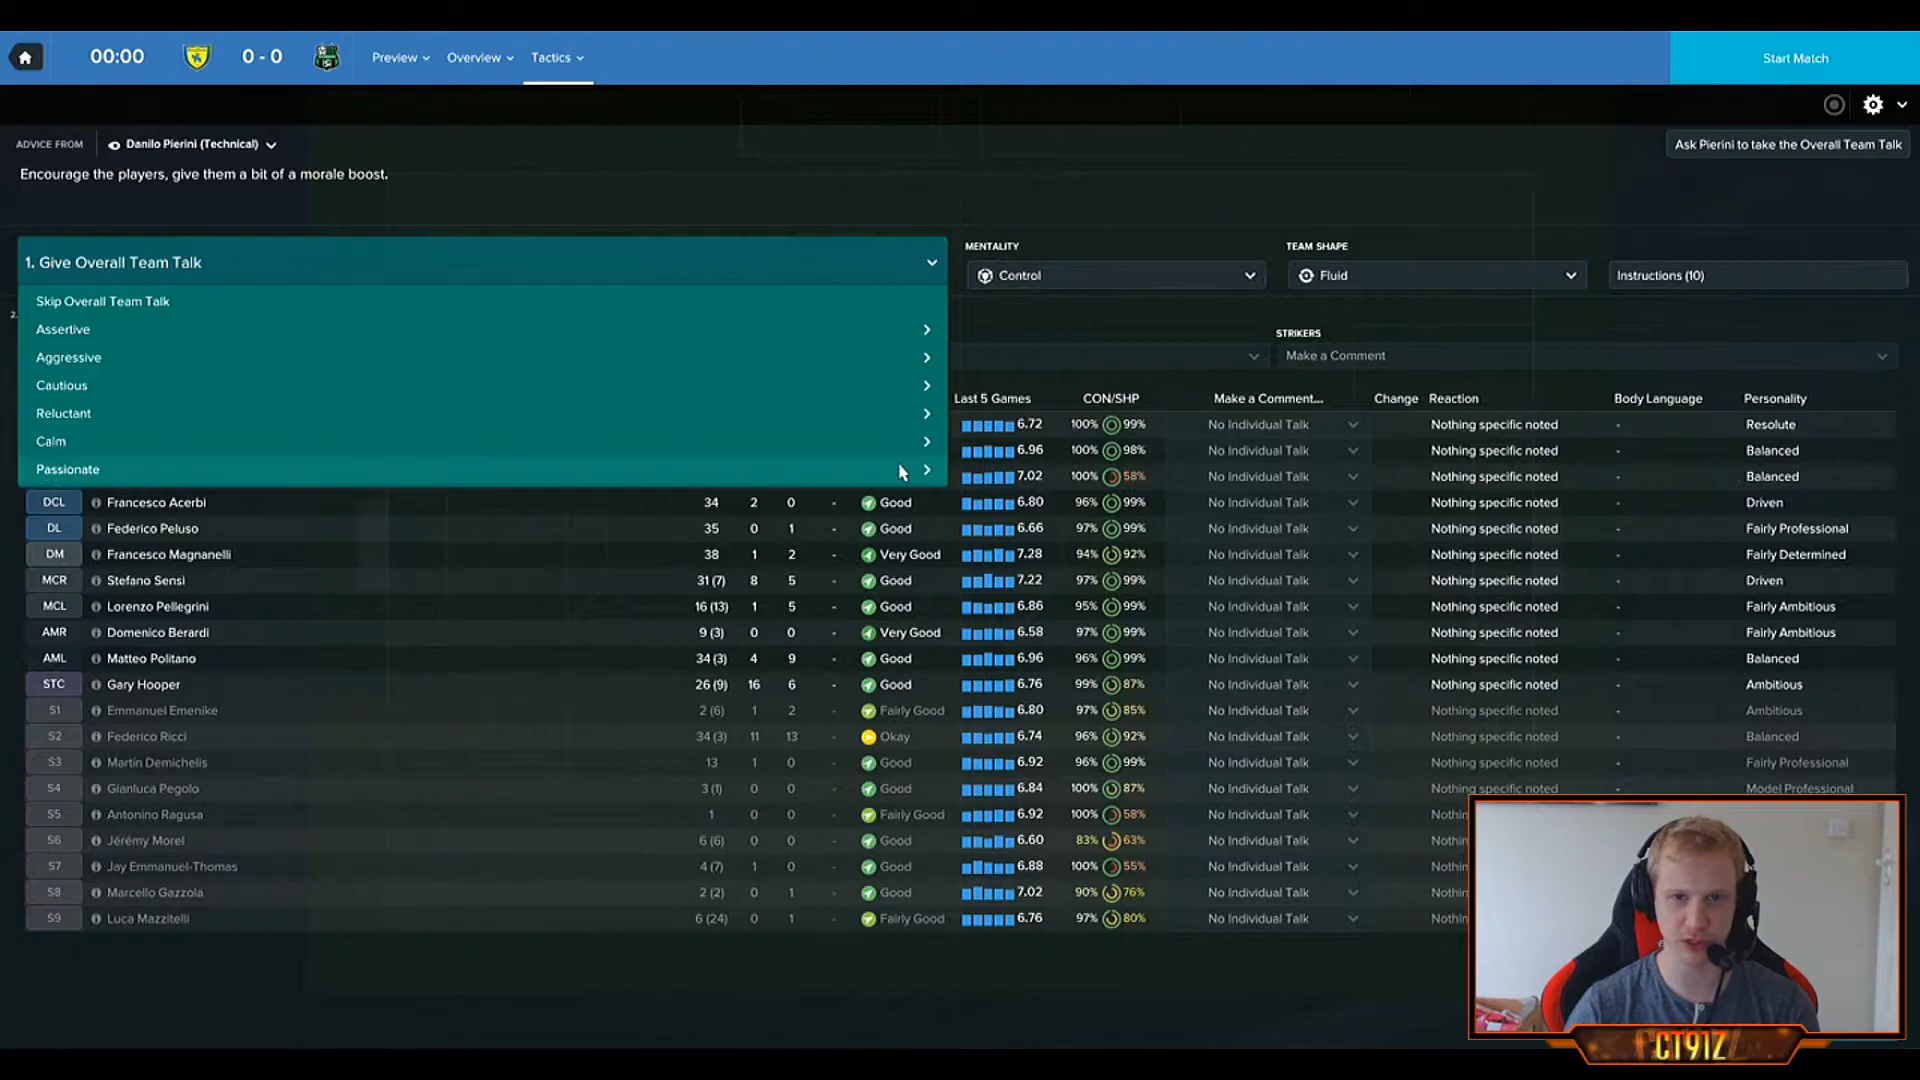 00:00 0 - 0 Preview Overview Tactics Start Match
ADVICE FROM Danilo Pierini (Technical) Ask Pierini to take the Overall Team Talk
Encourage the players, give them a bit of a morale boost.
1. Give Overall Team Talk
Skip Overall Team Talk
Assertive
Aggressive
Cautious
Reluctant
Calm
Passionate
2.
MENTALITY TEAM SHAPE
Control Fluid Instructions (10)
STRIKERS
Make a Comment
Last 5 Games CON/SHP Make a Comment... Change Reaction Body Language Personality
6.72 100% 99% No Individual Talk Nothing specific noted - Resolute
6.96 100% 98% No Individual Talk Nothing specific noted - Balanced
7.02 100% 58% No Individual Talk Nothing specific noted - Balanced
DCL Francesco Acerbi 34 2 0 - Good 6.80 96% 99% No Individual Talk Nothing specific noted - Driven
DL Federico Peluso 35 0 1 - Good 6.66 97% 99% No Individual Talk Nothing specific noted - Fairly Professional
DM Francesco Magnanelli 38 1 2 - Very Good 7.28 94% 92% No Individual Talk Nothing specific noted - Fairly Determined
MCR Stefano Sensi 31 (7) 8 5 - Good 7.22 97% 99% No Individual Talk Nothing specific noted - Driven
MCL Lorenzo Pellegrini 16 (13) 1 5 - Good 6.86 95% 99% No Individual Talk Nothing specific noted - Fairly Ambitious
AMR Domenico Berardi 9 (3) 0 0 - Very Good 6.58 97% 99% No Individual Talk Nothing specific noted - Fairly Ambitious
AML Matteo Politano 34 (3) 4 9 - Good 6.96 96% 99% No Individual Talk Nothing specific noted - Balanced
STC Gary Hooper 26 (9) 16 6 - Good 6.76 99% 87% No Individual Talk Nothing specific noted - Ambitious
S1 Emmanuel Emenike 2 (6) 1 2 - Fairly Good 6.80 97% 85% No Individual Talk Nothing specific noted - Ambitious
S2 Federico Ricci 34 (3) 11 13 - Okay 6.74 96% 92% No Individual Talk Nothing specific noted - Balanced
S3 Martín Demichelis 13 1 0 - Good 6.92 96% 99% No Individual Talk Nothing specific noted - Fairly Professional
S4 Gianluca Pegolo 3 (1) 0 0 - Good 6.84 100% 87% No Individual Talk Nothing specific noted - Model Professional
S5 Antonino Ragusa 1 0 0 - Fairly Good 6.92 100% 58% No Individual Talk Nothin
S6 Jérémy Morel 6 (6) 0 0 - Good 6.60 83% 63% No Individual Talk Nothin
S7 Jay Emmanuel-Thomas 4 (7) 1 0 - Good 6.88 100% 55% No Individual Talk Nothin
S8 Marcello Gazzola 2 (2) 0 1 - Good 7.02 90% 76% No Individual Talk Nothin
S9 Luca Mazzitelli 6 (24) 0 1 - Fairly Good 6.76 97% 80% No Individual Talk Nothin
CT91Z